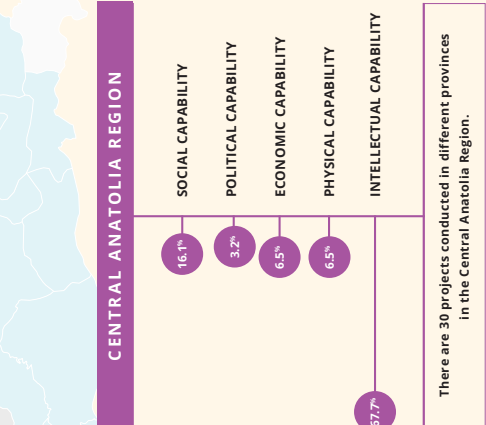 CENTRAL ANATOLIA REGION
SOCIAL CAPABILITY
16.1%
POLITICAL CAPABILITY
3.2%
ECONOMIC CAPABILITY
6.5%
PHYSICAL CAPABILITY
6.5%
INTELLECTUAL CAPABILITY
67.7%
There are 30 projects conducted in different provinces
in the Central Anatolia Region.